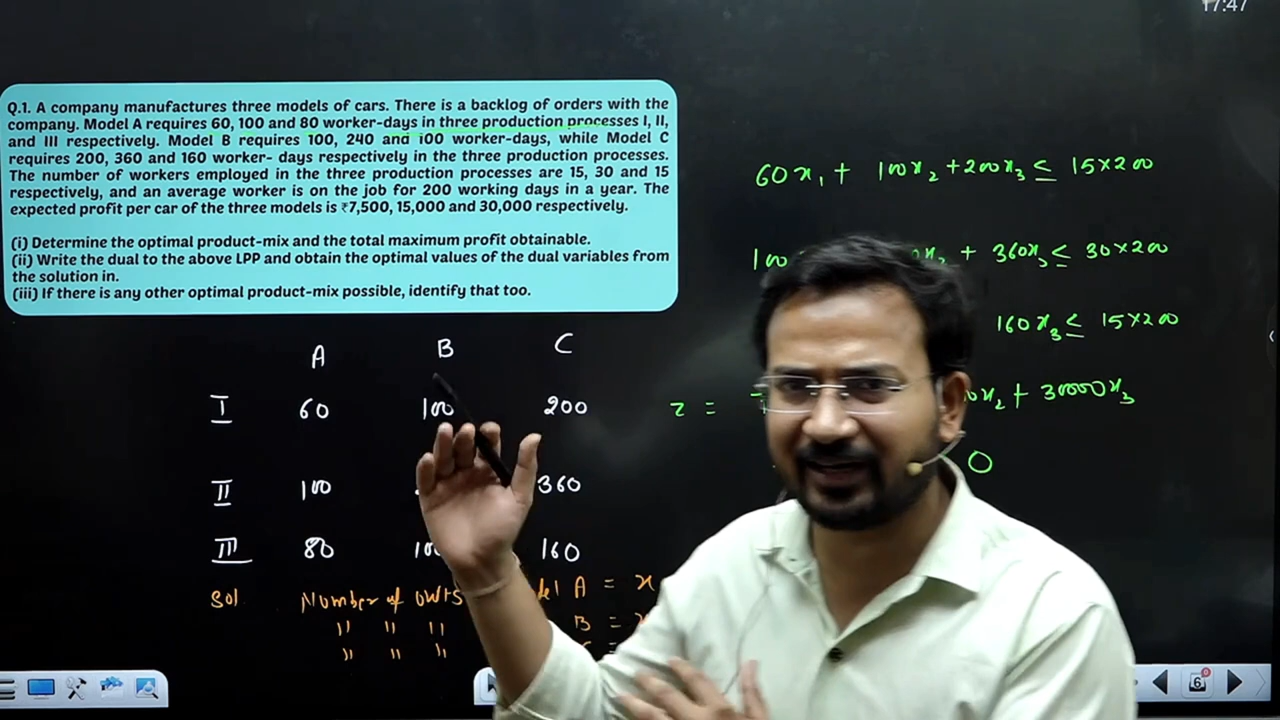 17:47
Q.1. A company manufactures three models of cars. There is a backlog of orders with the
company. Model A requires 60, 100 and 80 worker-days in three production processes I, II,
and III respectively. Model B requires 100, 240 and 100 worker-days, while Model C
requires 200, 360 and 160 worker- days respectively in the three production processes.
The number of workers employed in the three production processes are 15, 30 and 15
respectively, and an average worker is on the job for 200 working days in a year. The
expected profit per car of the three models is ₹7,500, 15,000 and 30,000 respectively.
(i) Determine the optimal product-mix and the total maximum profit obtainable.
(ii) Write the dual to the above LPP and obtain the optimal values of the dual variables from
the solution in.
(iii) If there is any other optimal product-mix possible, identify that too.
60x₁ + 100x₂ + 200x₃ ≤ 15×200
100 + 360x₃ ≤ 30×200
160x₃ ≤ 15×200
z = x₂ + 30000x₃
0
A B C
I 60 100 200
II 100 360
III 80 160
Sol Number of A = x
" " " B =
" " "
6